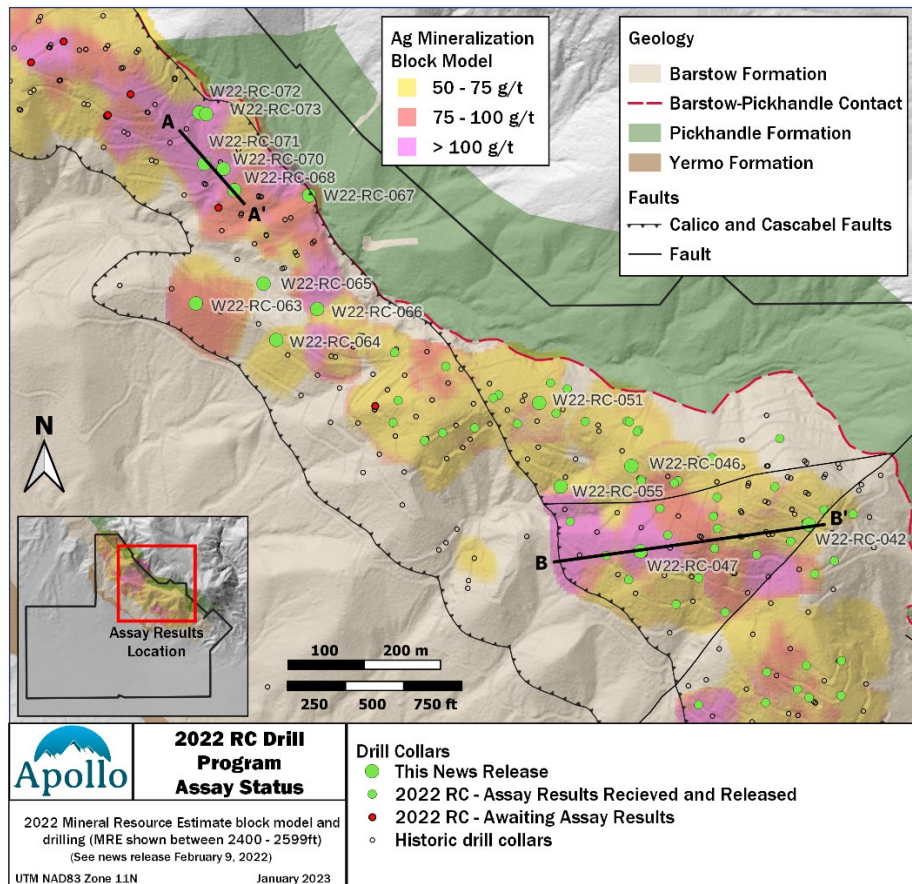 Ag Mineralization
Block Model
50 - 75 g/t
75 - 100 g/t
> 100 g/t
Geology
Barstow Formation
Barstow-Pickhandle Contact
Pickhandle Formation
Yermo Formation
Faults
Calico and Cascabel Faults
Fault
W22-RC-072
W22-RC-073
A
W22-RC-071
W22-RC-070
W22-RC-068
W22-RC-067
A'
W22-RC-065
W22-RC-063
W22-RC-066
W22-RC-064
W22-RC-051
N
W22-RC-046
W22-RC-055
B'
W22-RC-042
B
W22-RC-047
Assay Results
Location
100 200 m
250 500 750 ft
Apollo
2022 RC Drill
Program
Assay Status
2022 Mineral Resource Estimate block model and
drilling (MRE shown between 2400 - 2599ft)
(See news release February 9, 2022)
UTM NAD83 Zone 11N January 2023
Drill Collars
This News Release
2022 RC - Assay Results Recieved and Released
2022 RC - Awaiting Assay Results
Historic drill collars